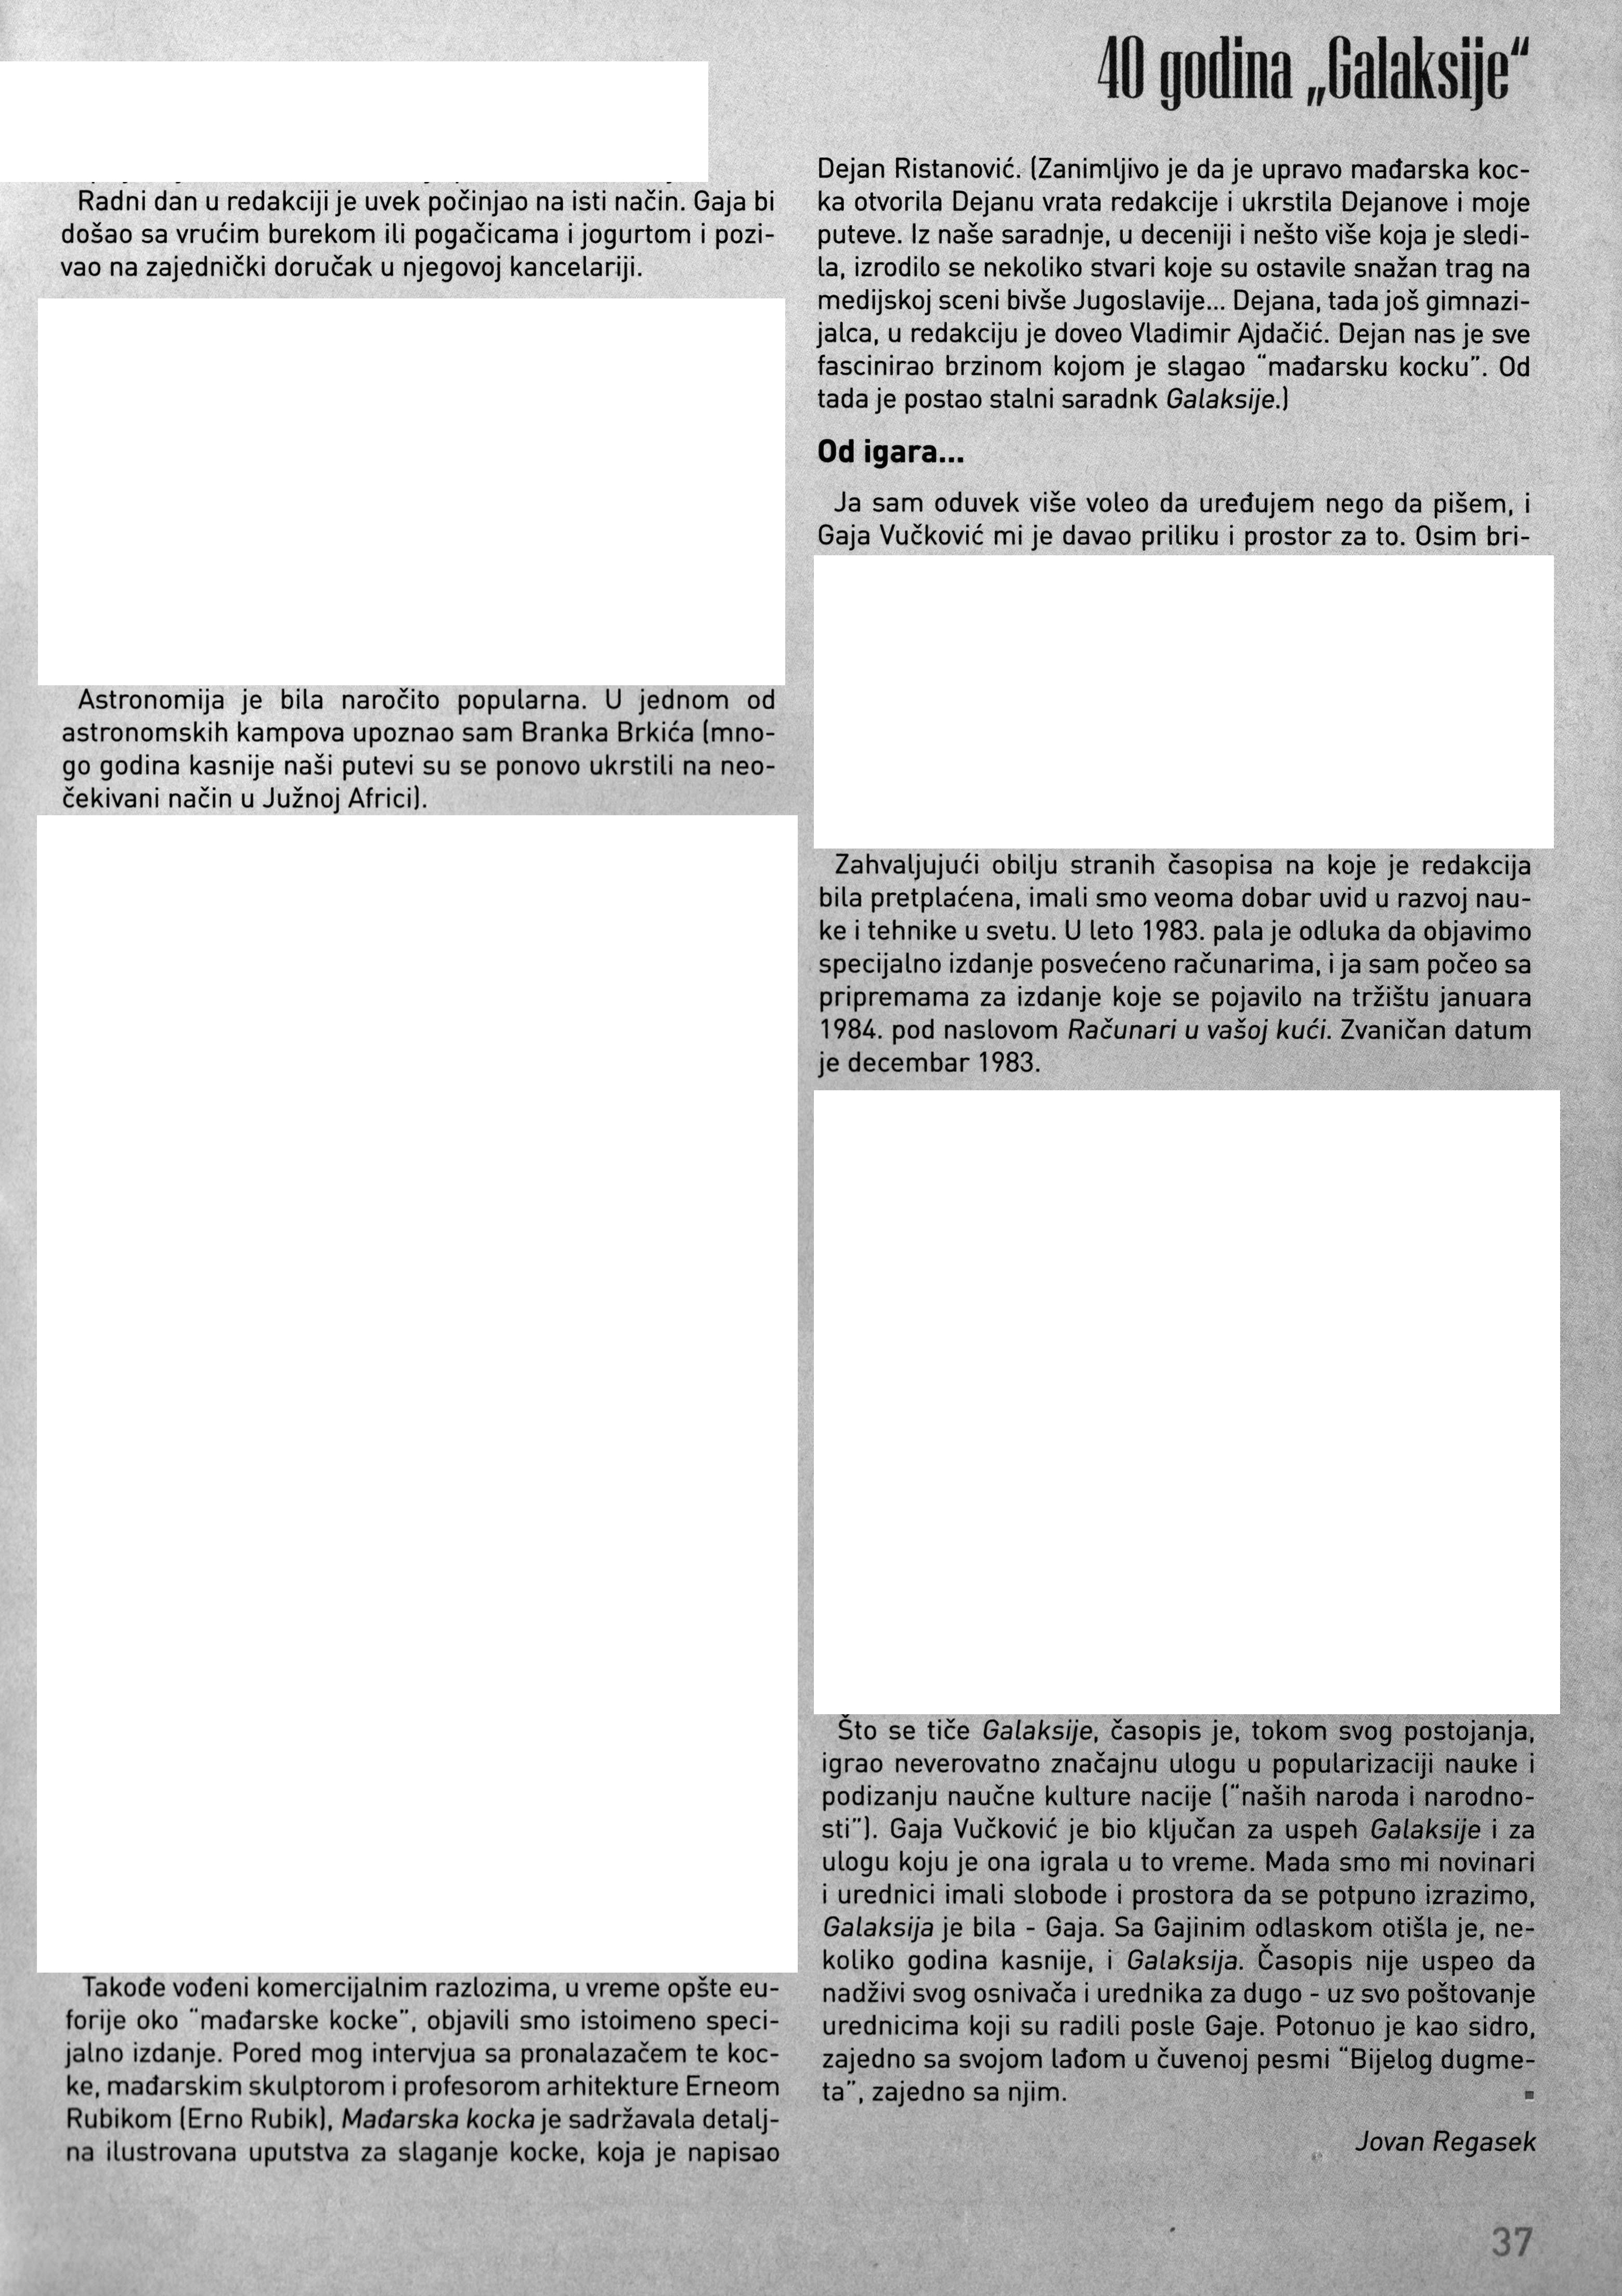 40 godina „Galaksije“
Radni dan u redakciji je uvek počinjao na isti način. Gaja bi
došao sa vrućim burekom ili pogačicama i jogurtom i pozi-
vao na zajednički doručak u njegovoj kancelariji.
Astronomija je bila naročito popularna. U jednom od
astronomskih kampova upoznao sam Branka Brkića (mno-
go godina kasnije naši putevi su se ponovo ukrstili na neo-
čekivani način u Južnoj Africi).
Takođe vođeni komercijalnim razlozima, u vreme opšte eu-
forije oko "mađarske kocke", objavili smo istoimeno speci-
jalno izdanje. Pored mog intervjua sa pronalazačem te koc-
ke, mađarskim skulptorom i profesorom arhitekture Erneom
Rubikom (Erno Rubik), Mađarska kocka je sadržavala detalj-
na ilustrovana uputstva za slaganje kocke, koja je napisao
Dejan Ristanović. (Zanimljivo je da je upravo mađarska koc-
ka otvorila Dejanu vrata redakcije i ukrstila Dejanove i moje
puteve. Iz naše saradnje, u deceniji i nešto više koja je sledi-
la, izrodilo se nekoliko stvari koje su ostavile snažan trag na
medijskoj sceni bivše Jugoslavije... Dejana, tada još gimnazi-
jalca, u redakciju je doveo Vladimir Ajdačić. Dejan nas je sve
fascinirao brzinom kojom je slagao "mađarsku kocku". Od
tada je postao stalni saradnk Galaksije.)
Od igara...
Ja sam oduvek više voleo da uređujem nego da pišem, i
Gaja Vučković mi je davao priliku i prostor za to. Osim bri-
Zahvaljujući obilju stranih časopisa na koje je redakcija
bila pretplaćena, imali smo veoma dobar uvid u razvoj nau-
ke i tehnike u svetu. U leto 1983. pala je odluka da objavimo
specijalno izdanje posvećeno računarima, i ja sam počeo sa
pripremama za izdanje koje se pojavilo na tržištu januara
1984. pod naslovom Računari u vašoj kući. Zvaničan datum
je decembar 1983.
Što se tiče Galaksije, časopis je, tokom svog postojanja,
igrao neverovatno značajnu ulogu u popularizaciji nauke i
podizanju naučne kulture nacije ("naših naroda i narodno-
sti"). Gaja Vučković je bio ključan za uspeh Galaksije i za
ulogu koju je ona igrala u to vreme. Mada smo mi novinari
i urednici imali slobode i prostora da se potpuno izrazimo,
Galaksija je bila - Gaja. Sa Gajinim odlaskom otišla je, ne-
koliko godina kasnije, i Galaksija. Časopis nije uspeo da
nadživi svog osnivača i urednika za dugo - uz svo poštovanje
urednicima koji su radili posle Gaje. Potonuo je kao sidro,
zajedno sa svojom lađom u čuvenoj pesmi "Bijelog dugme-
ta", zajedno sa njim.
Jovan Regasek
37